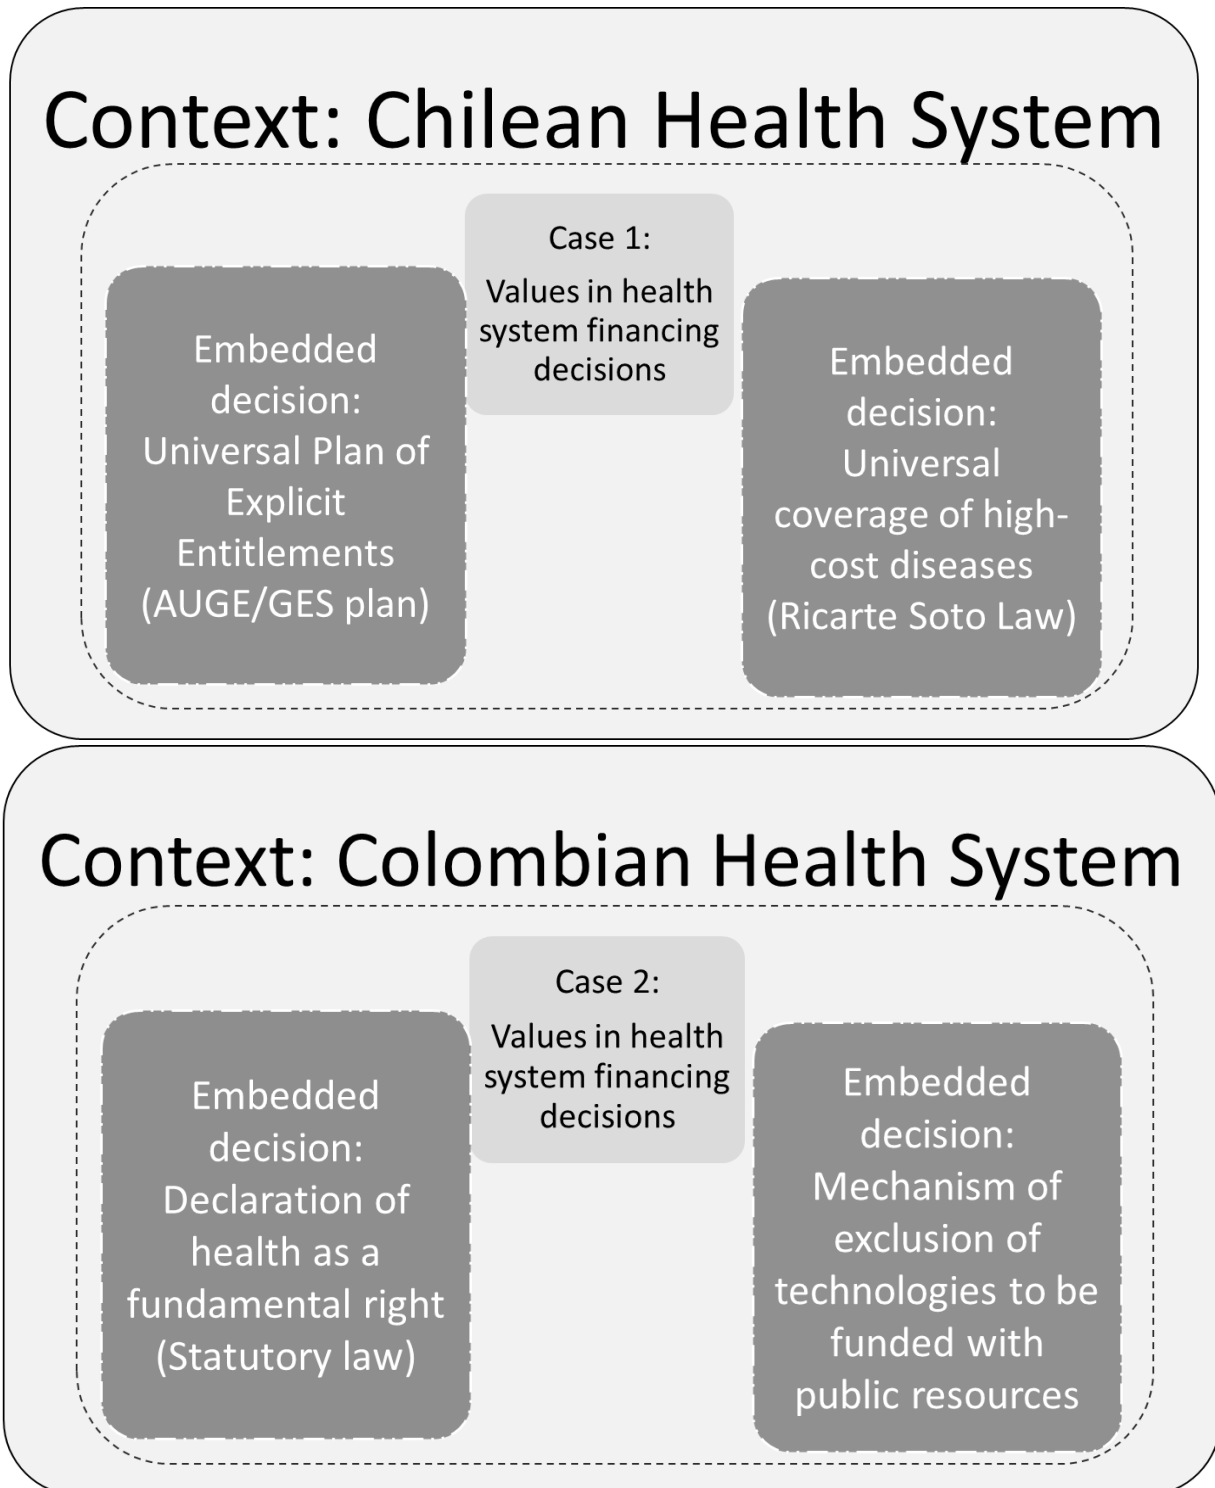 Context: Chilean Health System
Case 1:
Values in health
system financing
decisions
Embedded
decision:
Universal Plan of
Explicit
Entitlements
(AUGE/GES plan)
Embedded
decision:
Universal
coverage of high-
cost diseases
(Ricarte Soto Law)
Context: Colombian Health System
Case 2:
Values in health
system financing
decisions
Embedded
decision:
Declaration of
health as a
fundamental right
(Statutory law)
Embedded
decision:
Mechanism of
exclusion of
technologies to be
funded with
public resources